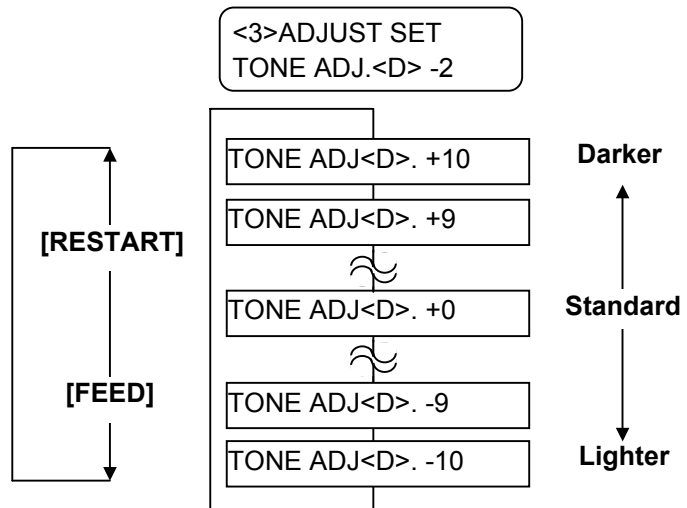 <3>ADJUST SET
TONE ADJ.<D> -2
TONE ADJ<D>. +10
Darker
TONE ADJ<D>. +9
[RESTART]
TONE ADJ<D>. +0
Standard
[FEED]
TONE ADJ<D>. -9
TONE ADJ<D>. -10
Lighter